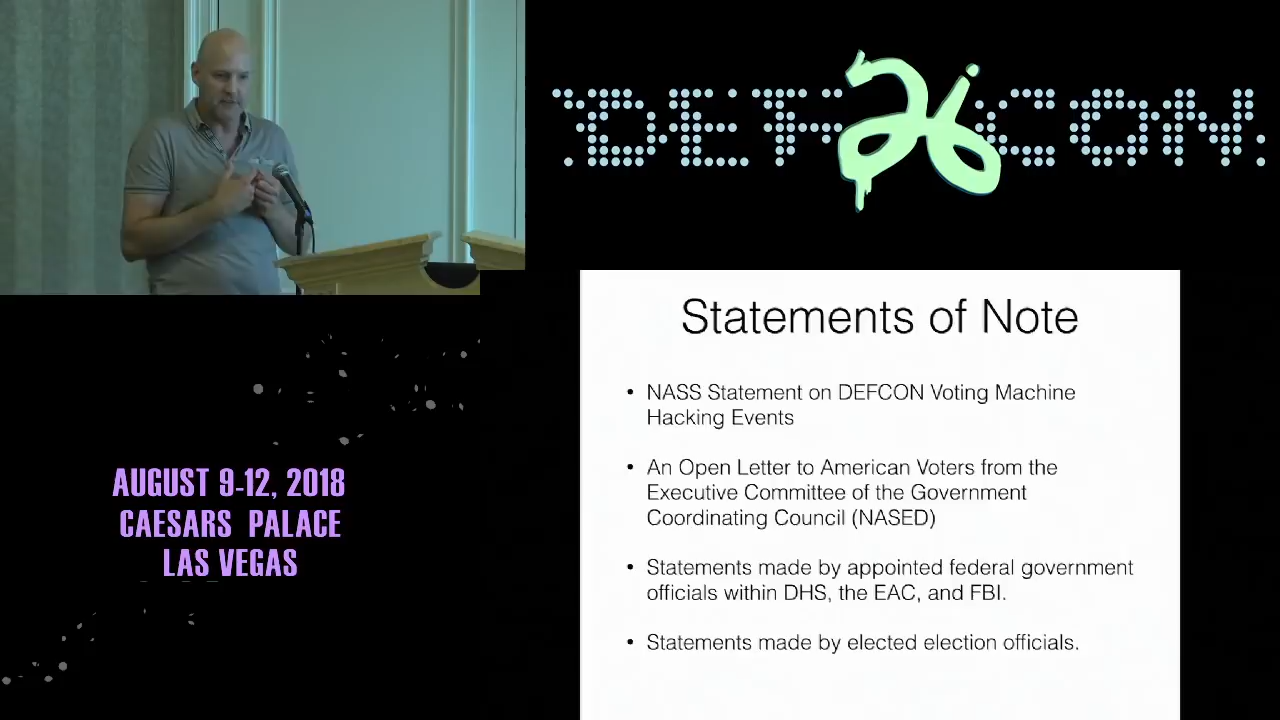 DEF 26 CON
Statements of Note
• NASS Statement on DEFCON Voting Machine
Hacking Events
• An Open Letter to American Voters from the
Executive Committee of the Government
Coordinating Council (NASED)
• Statements made by appointed federal government
officials within DHS, the EAC, and FBI.
• Statements made by elected election officials.
AUGUST 9-12, 2018
CAESARS PALACE
LAS VEGAS